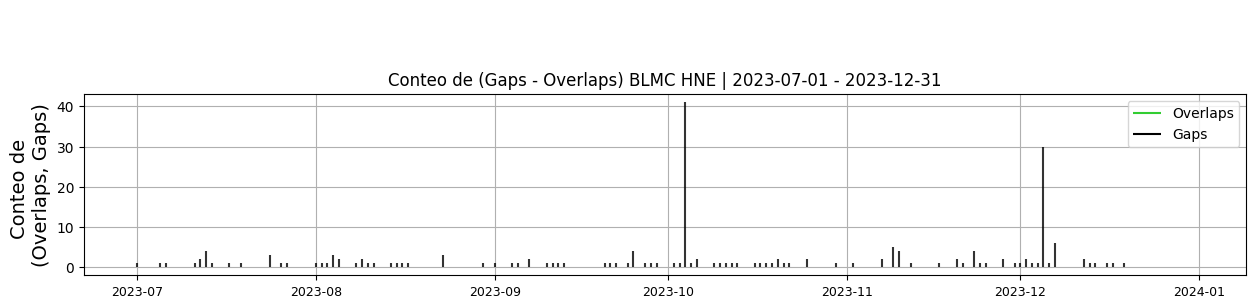 Conteo de (Gaps - Overlaps) BLMC HNE | 2023-07-01 - 2023-12-31
Conteo de
(Overlaps, Gaps)
40
30
20
10
0
Overlaps
Gaps
2023-07
2023-08
2023-09
2023-10
2023-11
2023-12
2024-01